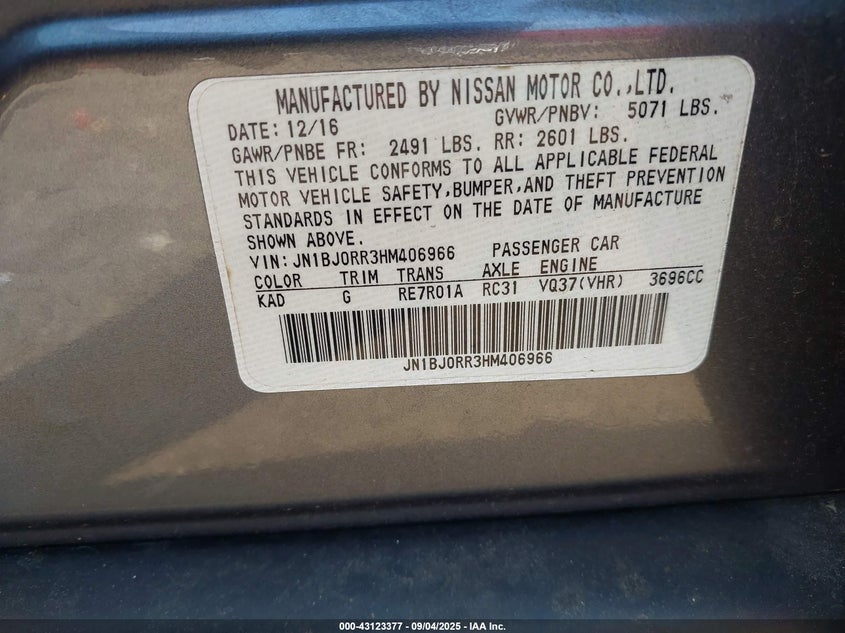 MANUFACTURED BY NISSAN MOTOR CO.,LTD.
DATE: 12/16 GVWR/PNBV: 5071 LBS.
GAWR/PNBE FR: 2491 LBS. RR: 2601 LBS.
THIS VEHICLE CONFORMS TO ALL APPLICABLE FEDERAL
MOTOR VEHICLE SAFETY,BUMPER,AND THEFT PREVENTION
STANDARDS IN EFFECT ON THE DATE OF MANUFACTURE
SHOWN ABOVE.
VIN: JN1BJ0RR3HM406966 PASSENGER CAR
COLOR TRIM TRANS AXLE ENGINE
KAD G RE7R01A RC31 VQ37(VHR) 3696CC
JN1BJ0RR3HM406966
000-43123377 - 09/04/2025 - IAA Inc.